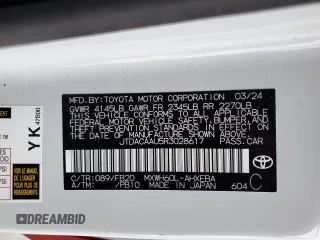 MFD. BY: TOYOTA MOTOR CORPORATION 03/24
GVWR 4145LB GAWR FR 2345LB RR 2270LB
THIS VEHICLE CONFORMS TO ALL APPLICABLE
FEDERAL MOTOR VEHICLE SAFETY, BUMPER, AND
THEFT PREVENTION STANDARDS IN EFFECT ON
THE DATE OF MANUFACTURE SHOWN ABOVE.
JTDACAAU5R3028617 PASS.CAR
C/TR: 089/FB20 MXWH60L-AHXEBA
A/TM: /PB10 MADE IN JAPAN 604 C
TOYOTA
YK
47B00
DREAMBID